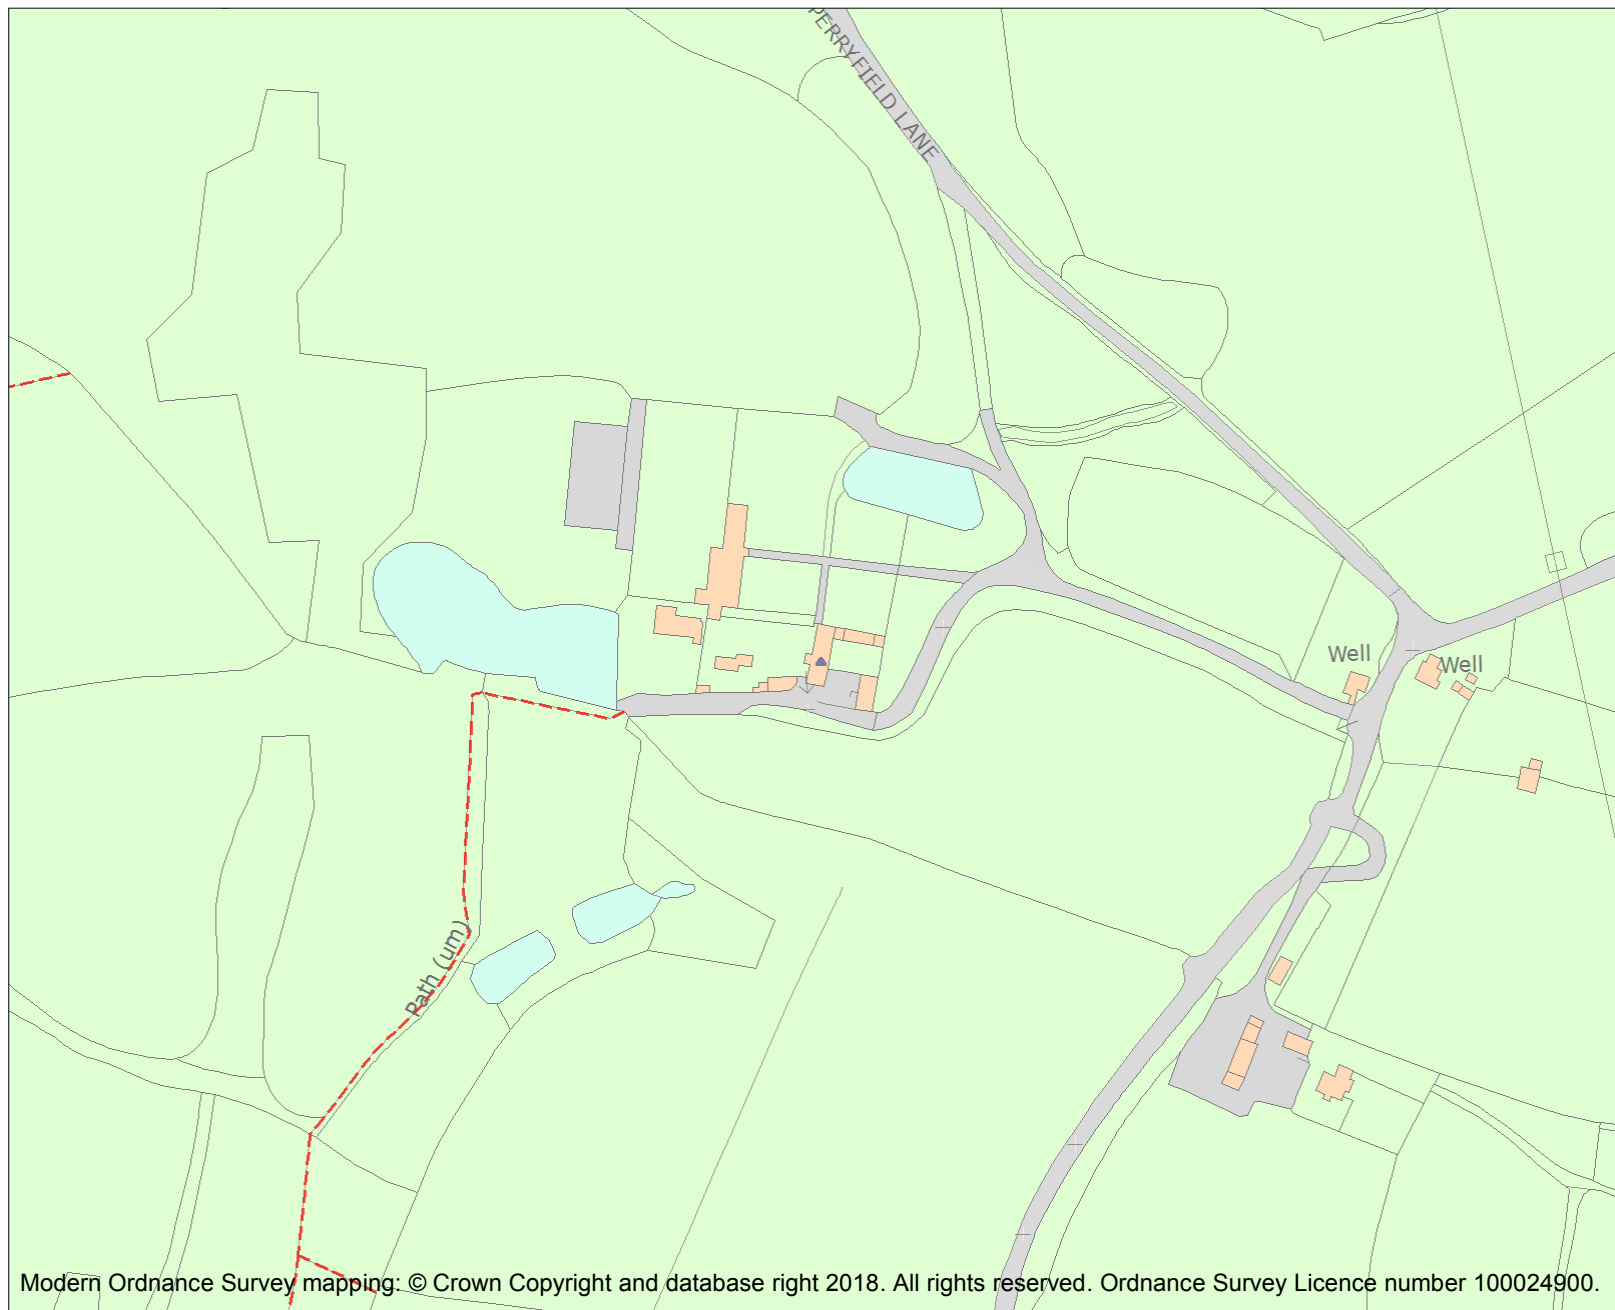 PERRYFIELD LANE
Well
Well
Path (um)
Modern Ordnance Survey mapping: © Crown Copyright and database right 2018. All rights reserved. Ordnance Survey Licence number 100024900.